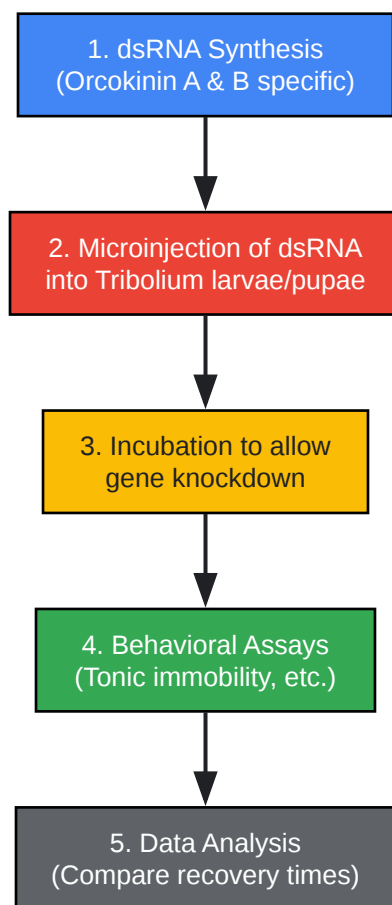 1. dsRNA Synthesis
(Orcokinin A & B specific)
2. Microinjection of dsRNA
into Tribolium larvae/pupae
3. Incubation to allow
gene knockdown
4. Behavioral Assays
(Tonic immobility, etc.)
5. Data Analysis
(Compare recovery times)